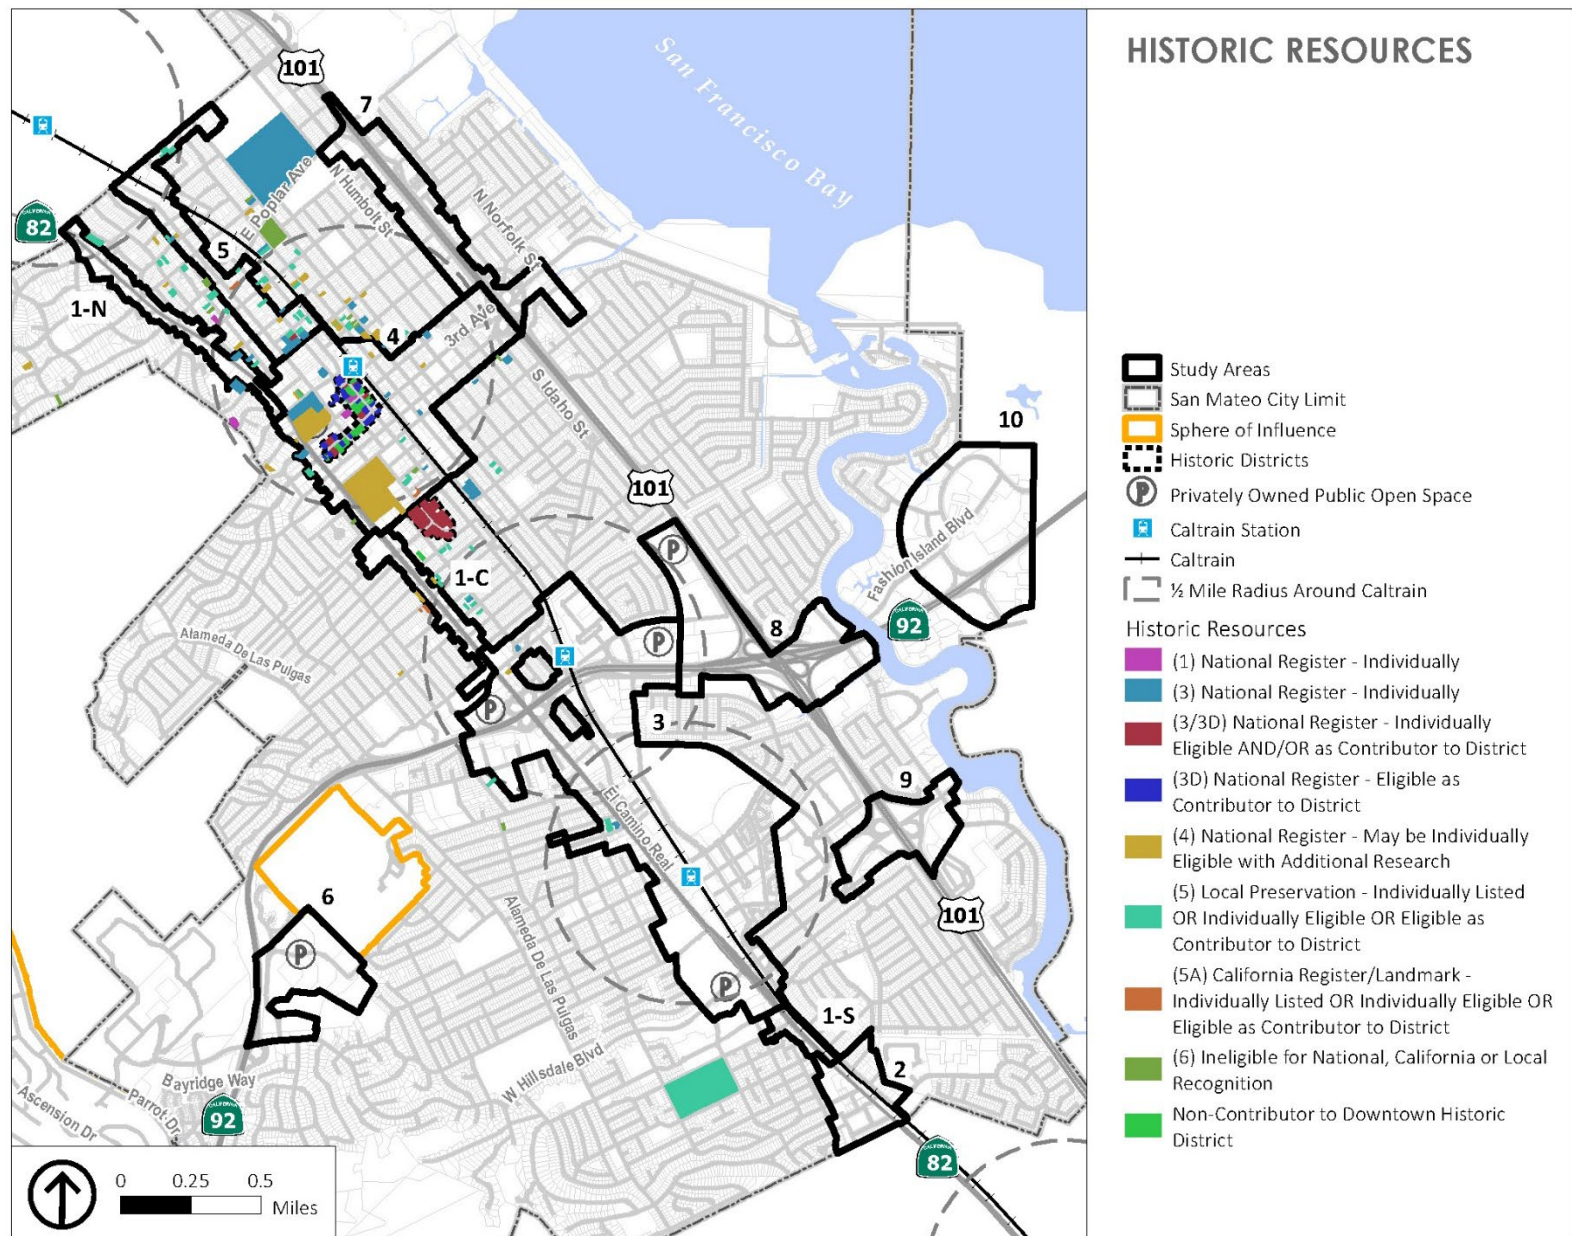 HISTORIC RESOURCES
101
7
San Francisco Bay
E Poplar Ave
N Humbolt St
N Norfolk St
82
5
1-N
4
3rd Ave
S Idaho St
10
101
Fashion Island Blvd
1-C
92
8
Alameda De Las Pulgas
3
9
El Camino Real
6
101
Alameda De Las Pulgas
1-S
W Hillsdale Blvd
2
Bayridge Way
Parrot Dr
Ascension Dr
92
82
0 0.25 0.5
Miles
Study Areas
San Mateo City Limit
Sphere of Influence
Historic Districts
P Privately Owned Public Open Space
Caltrain Station
Caltrain
½ Mile Radius Around Caltrain
Historic Resources
(1) National Register - Individually
(3) National Register - Individually
(3/3D) National Register - Individually
Eligible AND/OR as Contributor to District
(3D) National Register - Eligible as
Contributor to District
(4) National Register - May be Individually
Eligible with Additional Research
(5) Local Preservation - Individually Listed
OR Individually Eligible OR Eligible as
Contributor to District
(5A) California Register/Landmark -
Individually Listed OR Individually Eligible OR
Eligible as Contributor to District
(6) Ineligible for National, California or Local
Recognition
Non-Contributor to Downtown Historic
District